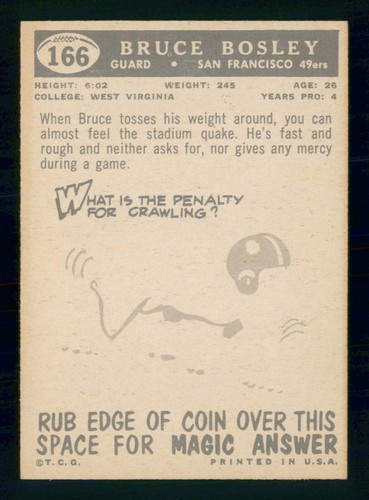 166
BRUCE BOSLEY
GUARD • SAN FRANCISCO 49ers
HEIGHT: 6:02 WEIGHT: 245 AGE: 26
COLLEGE: WEST VIRGINIA YEARS PRO: 4
When Bruce tosses his weight around, you can
almost feel the stadium quake. He's fast and
rough and neither asks for, nor gives any mercy
during a game.
WHAT IS THE PENALTY
FOR CRAWLING?
RUB EDGE OF COIN OVER THIS
SPACE FOR MAGIC ANSWER
©T.C.G. PRINTED IN U.S.A.